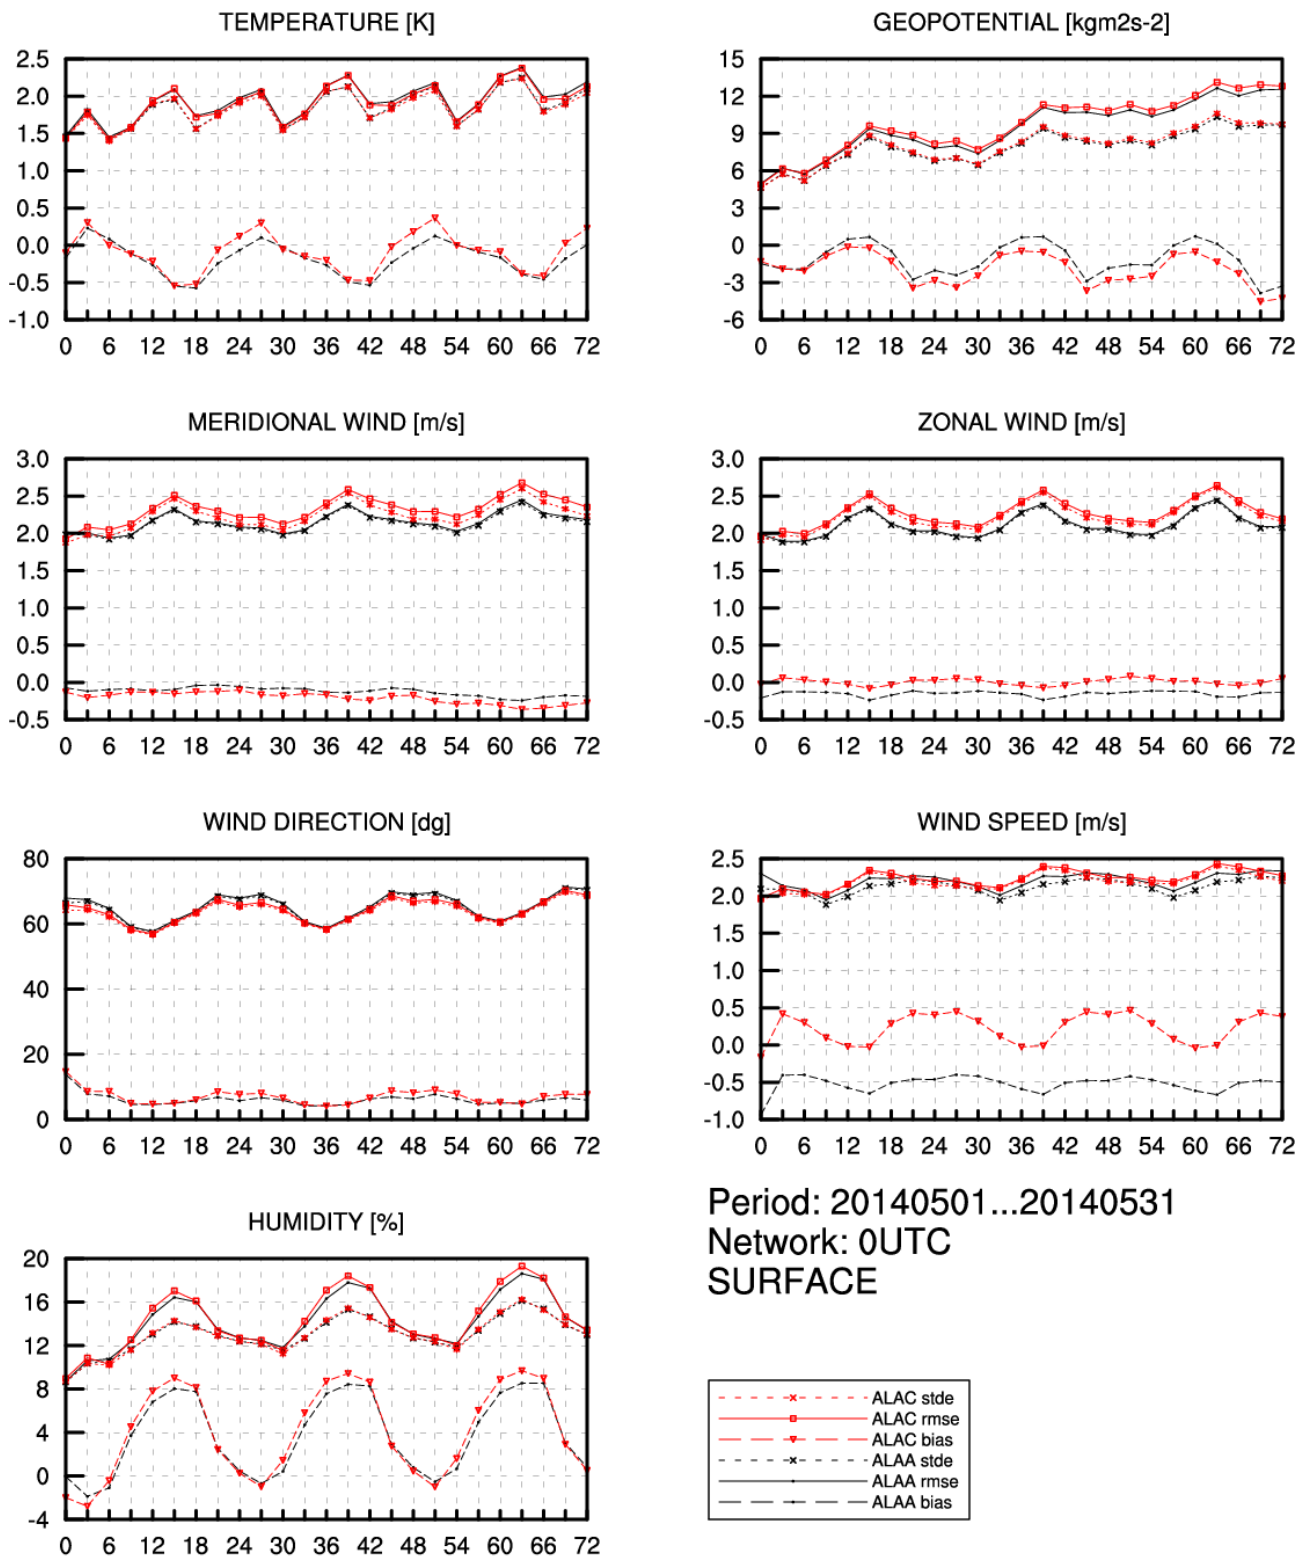 TEMPERATURE [K]
2.5
2.0
1.5
1.0
0.5
0.0
-0.5
-1.0
0 6 12 18 24 30 36 42 48 54 60 66 72
GEOPOTENTIAL [kgm2s-2]
15
12
9
6
3
0
-3
-6
0 6 12 18 24 30 36 42 48 54 60 66 72
MERIDIONAL WIND [m/s]
3.0
2.5
2.0
1.5
1.0
0.5
0.0
-0.5
0 6 12 18 24 30 36 42 48 54 60 66 72
ZONAL WIND [m/s]
3.0
2.5
2.0
1.5
1.0
0.5
0.0
-0.5
0 6 12 18 24 30 36 42 48 54 60 66 72
WIND DIRECTION [dg]
80
60
40
20
0
0 6 12 18 24 30 36 42 48 54 60 66 72
WIND SPEED [m/s]
2.5
2.0
1.5
1.0
0.5
0.0
-0.5
-1.0
0 6 12 18 24 30 36 42 48 54 60 66 72
HUMIDITY [%]
20
16
12
8
4
0
-4
0 6 12 18 24 30 36 42 48 54 60 66 72
Period: 20140501...20140531
Network: 0UTC
SURFACE
ALAC stde
ALAC rmse
ALAC bias
ALAA stde
ALAA rmse
ALAA bias